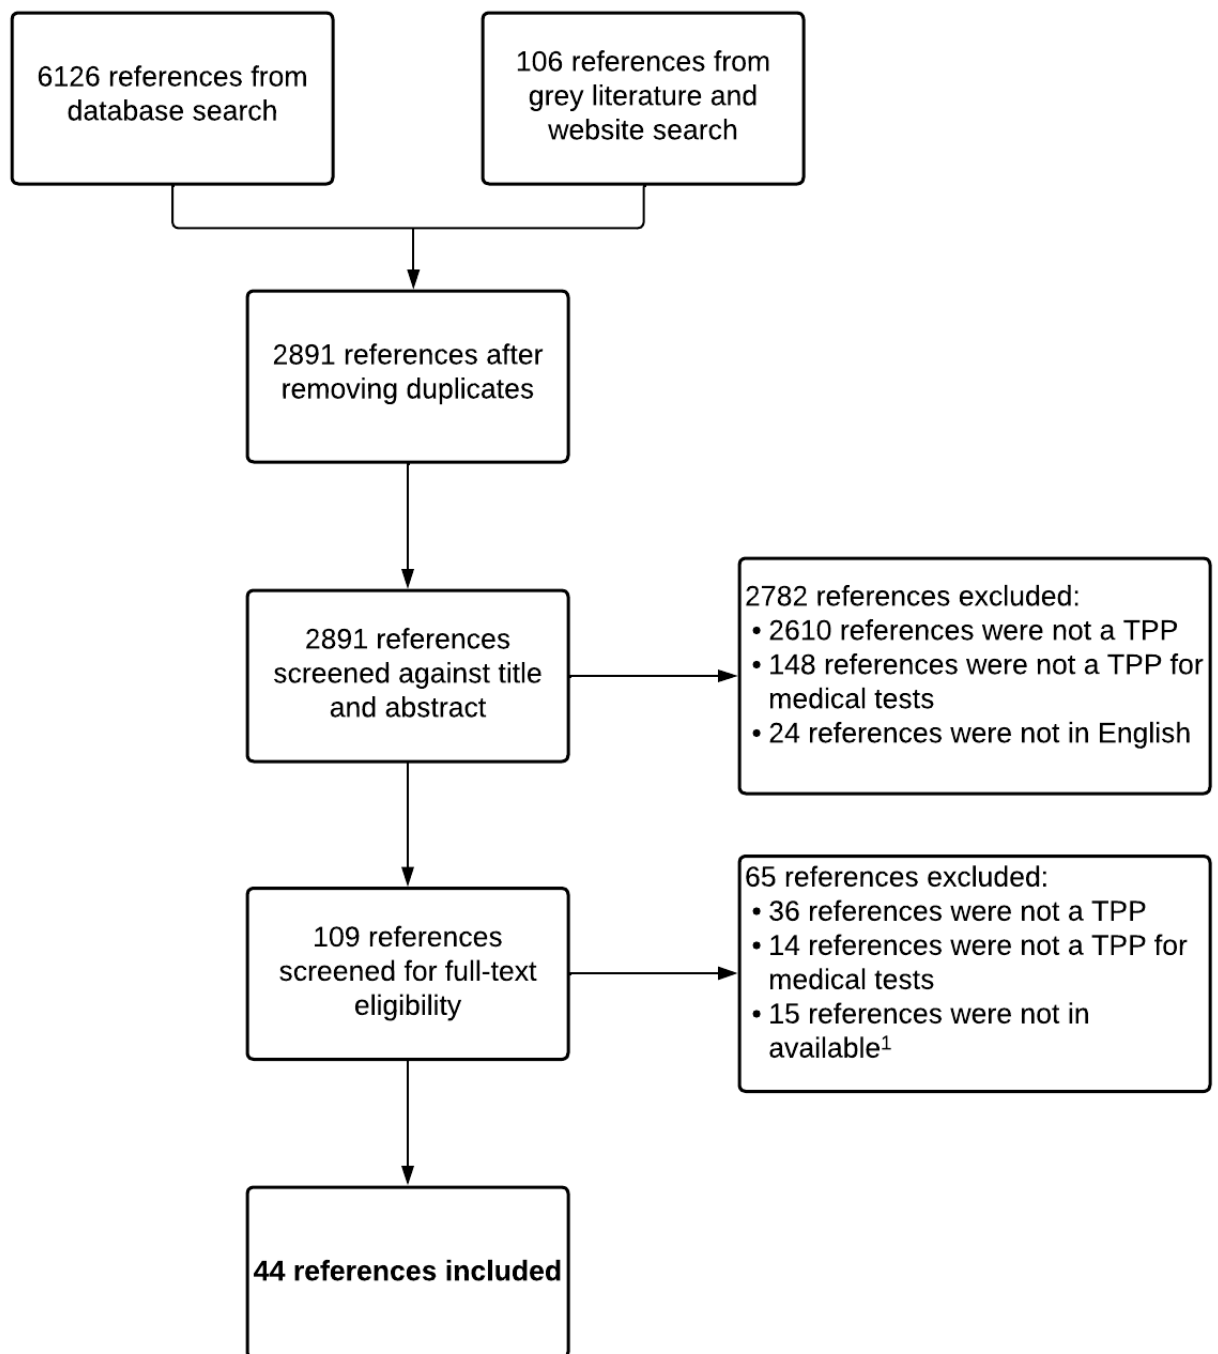 6126 references from
database search
106 references from
grey literature and
website search
2891 references after
removing duplicates
2891 references
screened against title
and abstract
2782 references excluded:
• 2610 references were not a TPP
• 148 references were not a TPP for
medical tests
• 24 references were not in English
109 references
screened for full-text
eligibility
65 references excluded:
• 36 references were not a TPP
• 14 references were not a TPP for
medical tests
• 15 references were not in
available¹
44 references included